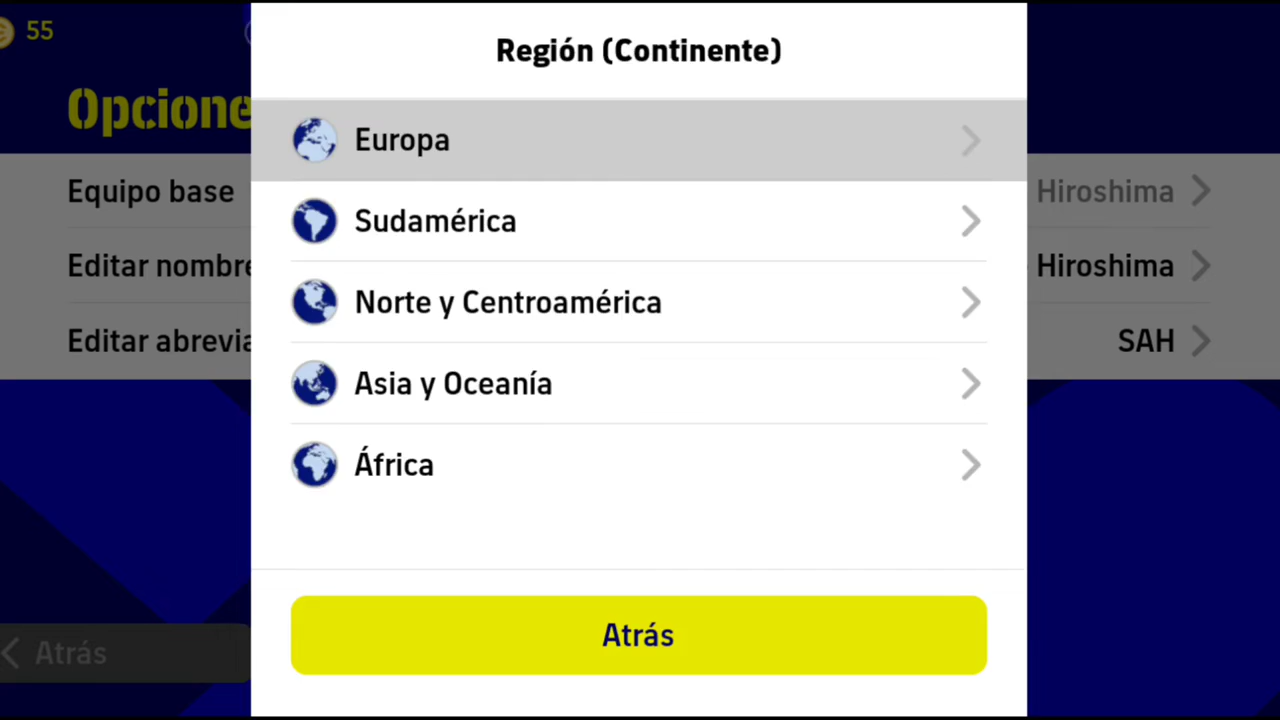 55
Región (Continente)
Opcione
Europa
Equipo base
Hiroshima
Sudamérica
Editar nombre
Hiroshima
Norte y Centroamérica
Editar abrevia
SAH
Asia y Oceanía
África
Atrás
Atrás